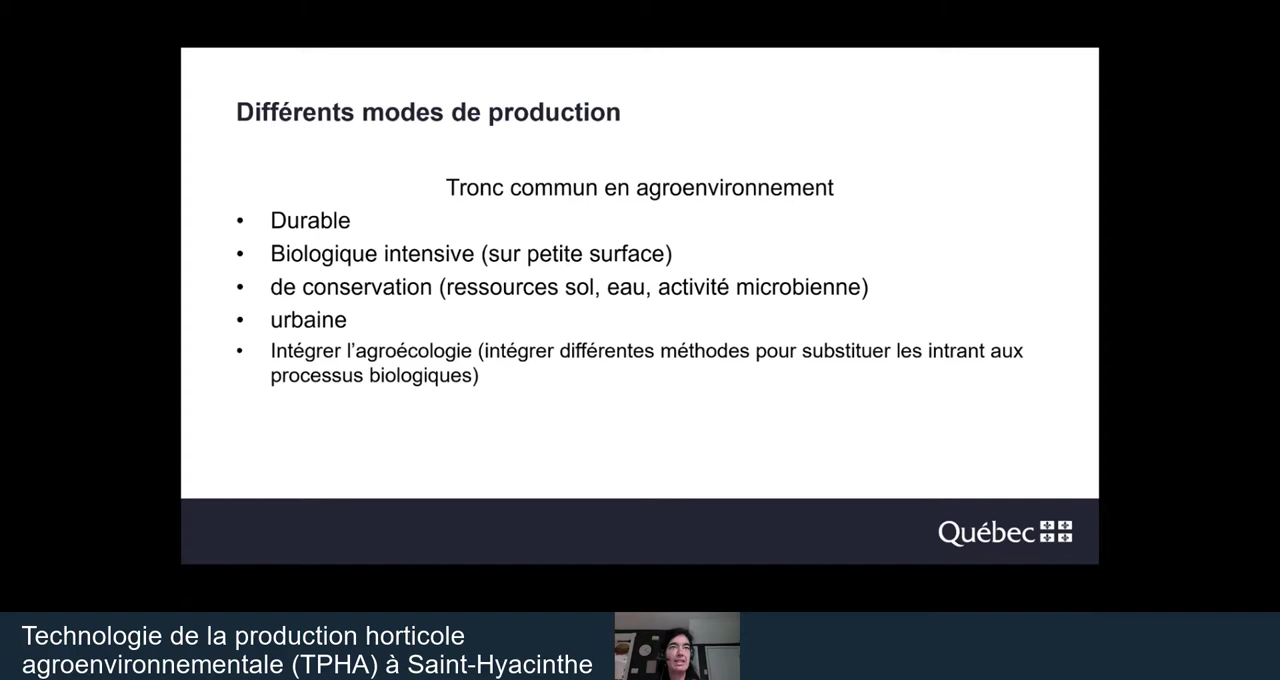 Différents modes de production
Tronc commun en agroenvironnement
• Durable
• Biologique intensive (sur petite surface)
• de conservation (ressources sol, eau, activité microbienne)
• urbaine
• Intégrer l’agroécologie (intégrer différentes méthodes pour substituer les intrant aux
processus biologiques)
Québec
Technologie de la production horticole
agroenvironnementale (TPHA) à Saint-Hyacinthe